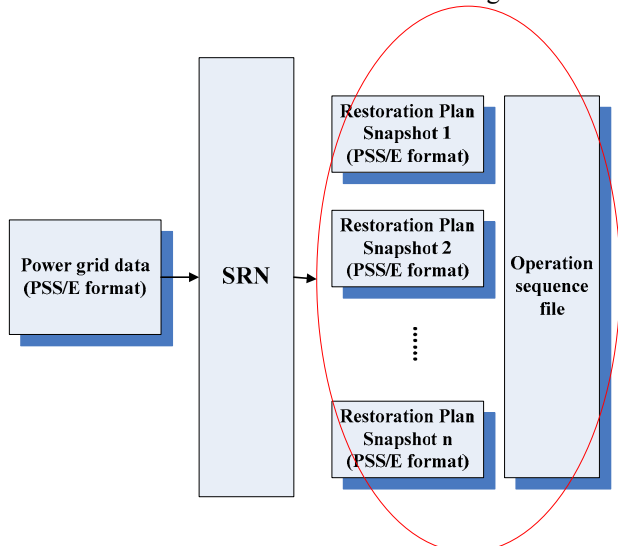 Restoration Plan
Snapshot 1
(PSS/E format)
Power grid data
(PSS/E format)
SRN
Restoration Plan
Snapshot 2
(PSS/E format)
Operation
sequence
file
......
Restoration Plan
Snapshot n
(PSS/E format)